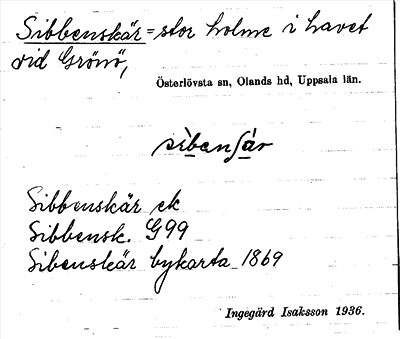 Sibbenskär = stor holme i havet
vid Grönö,
Österlövsta sn, Olands hd, Uppsala län.
sìbenʃàr
Sibbenskär ek
Sibbensk. G99
Sibenskär bykarta 1869
Ingegärd Isaksson 1936.